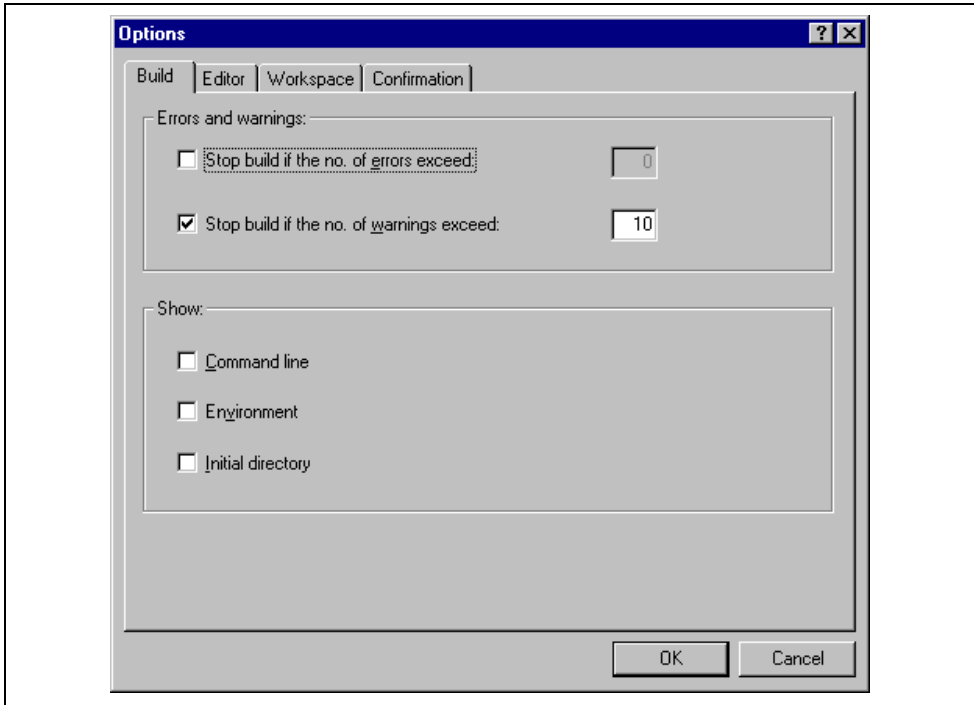 Options
Build Editor Workspace Confirmation
Errors and warnings:
Stop build if the no. of errors exceed: 0
Stop build if the no. of warnings exceed: 10
Show:
Command line
Environment
Initial directory
OK Cancel